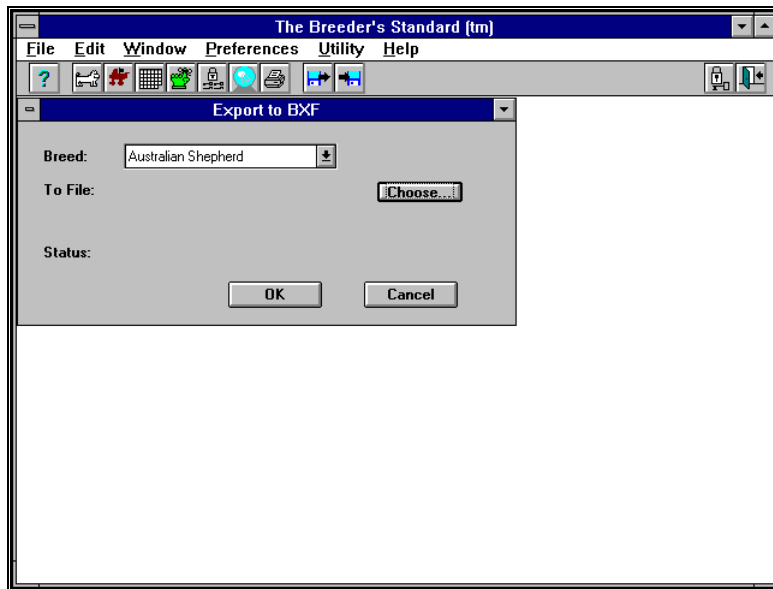 The Breeder's Standard (tm)
File Edit Window Preferences Utility Help
?
Export to BXF
Breed: Australian Shepherd
To File: Choose...
Status:
OK Cancel